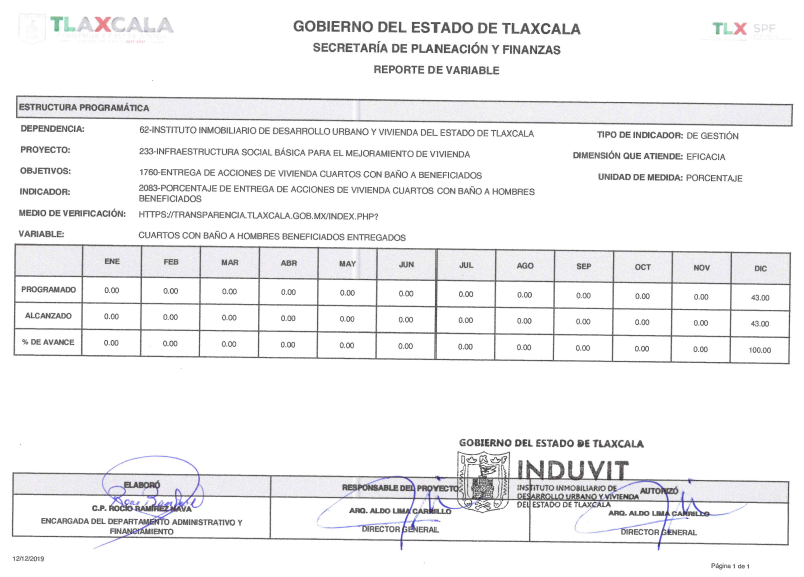 TLAXCALA
GOBIERNO DEL ESTADO DE TLAXCALA
TLX SPF
SECRETARÍA DE PLANEACIÓN Y FINANZAS
REPORTE DE VARIABLE
ESTRUCTURA PROGRAMÁTICA
DEPENDENCIA: 62-INSTITUTO INMOBILIARIO DE DESARROLLO URBANO Y VIVIENDA DEL ESTADO DE TLAXCALA TIPO DE INDICADOR: DE GESTIÓN
PROYECTO: 233-INFRAESTRUCTURA SOCIAL BÁSICA PARA EL MEJORAMIENTO DE VIVIENDA DIMENSIÓN QUE ATIENDE: EFICACIA
OBJETIVOS: 1760-ENTREGA DE ACCIONES DE VIVIENDA CUARTOS CON BAÑO A BENEFICIADOS UNIDAD DE MEDIDA: PORCENTAJE
INDICADOR: 2083-PORCENTAJE DE ENTREGA DE ACCIONES DE VIVIENDA CUARTOS CON BAÑO A HOMBRES
BENEFICIADOS
MEDIO DE VERIFICACIÓN: HTTPS://TRANSPARENCIA.TLAXCALA.GOB.MX/INDEX.PHP?
VARIABLE: CUARTOS CON BAÑO A HOMBRES BENEFICIADOS ENTREGADOS
ENE FEB MAR ABR MAY JUN JUL AGO SEP OCT NOV DIC
PROGRAMADO 0.00 0.00 0.00 0.00 0.00 0.00 0.00 0.00 0.00 0.00 0.00 43.00
ALCANZADO 0.00 0.00 0.00 0.00 0.00 0.00 0.00 0.00 0.00 0.00 0.00 43.00
% DE AVANCE 0.00 0.00 0.00 0.00 0.00 0.00 0.00 0.00 0.00 0.00 0.00 100.00
GOBIERNO DEL ESTADO DE TLAXCALA
INDUVIT
INSTITUTO INMOBILIARIO DE
DESARROLLO URBANO Y VIVIENDA
DEL ESTADO DE TLAXCALA
ELABORÓ
C.P. ROCIO RAMÍREZ NAVA
ENCARGADA DEL DEPARTAMENTO ADMINISTRATIVO Y
FINANCIAMIENTO
RESPONSABLE DEL PROYECTO
ARQ. ALDO LIMA CARRILLO
DIRECTOR GENERAL
AUTORIZÓ
ARQ. ALDO LIMA CARRILLO
DIRECTOR GENERAL
12/12/2019
Página 1 de 1